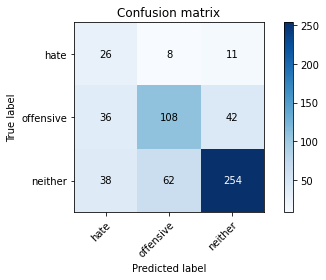 Confusion matrix
hate 26 8 11
offensive 36 108 42
neither 38 62 254
hate offensive neither
True label
Predicted label
250
200
150
100
50